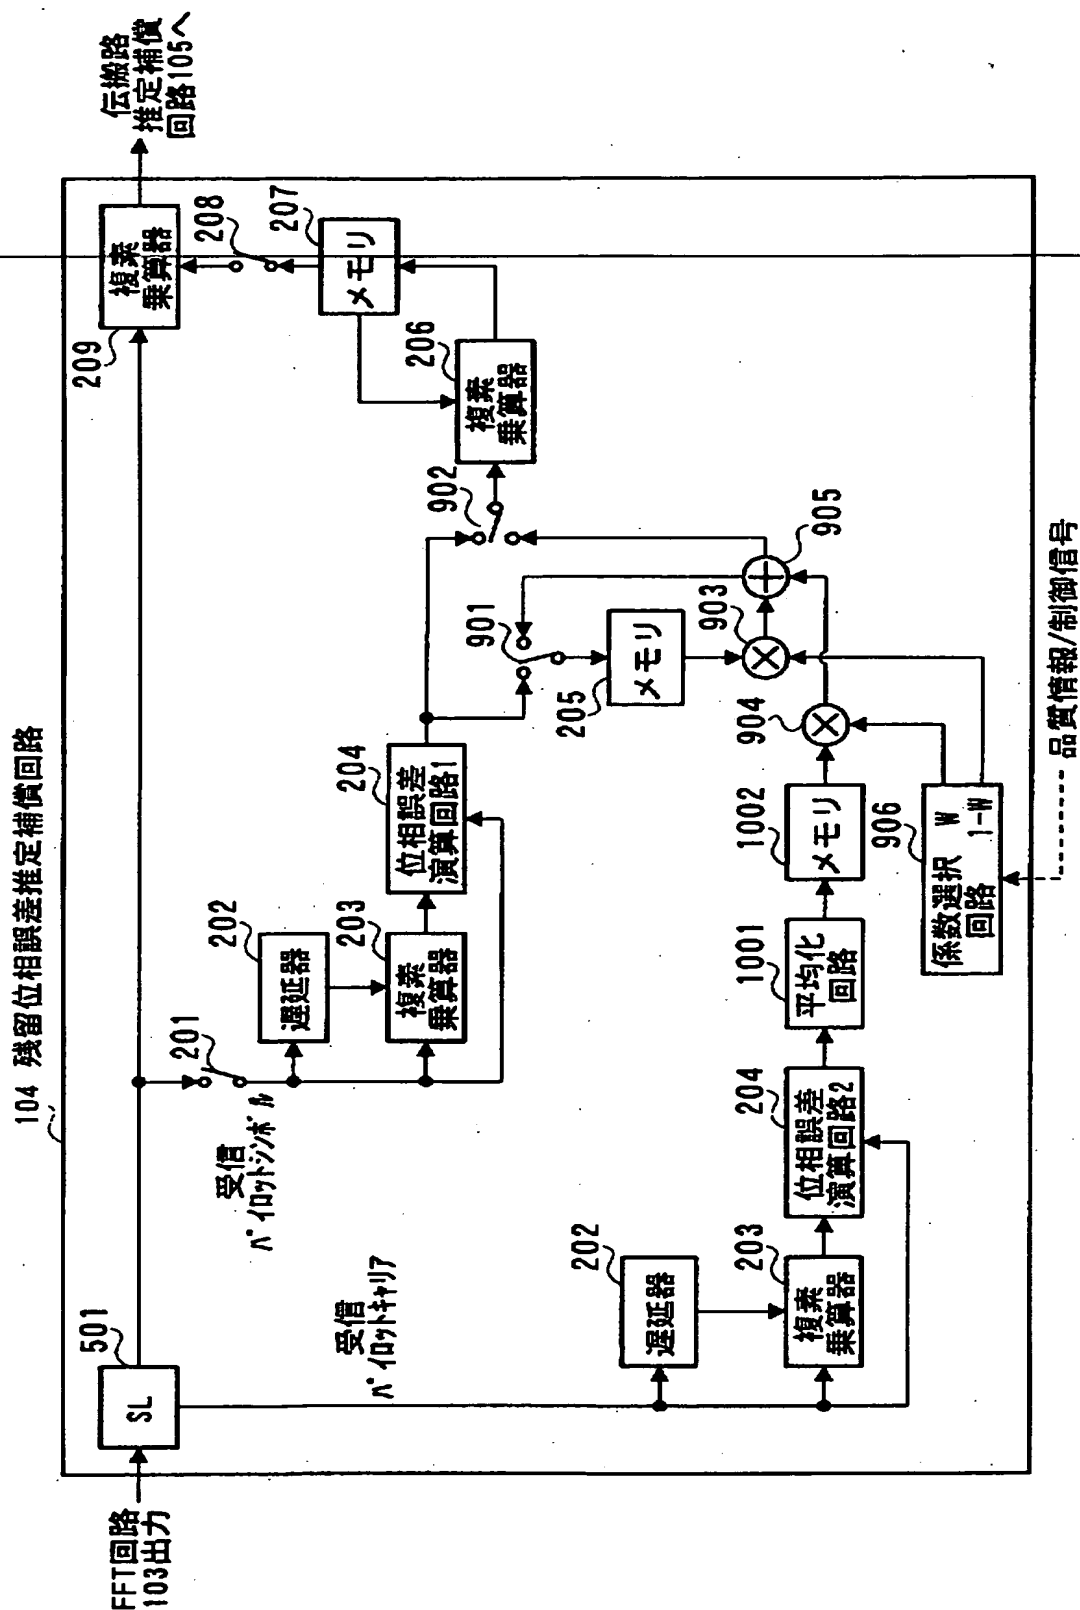 104 残留位相誤差推定補償回路
FFT回路
103出力
501
SL
受信
パイロットシンボル
201
202
遅延器
203
複素
乗算器
204
位相誤差
演算回路1
受信
パイロットキャリア
202
遅延器
203
複素
乗算器
204
位相誤差
演算回路2
1001
平均化
回路
1002
メモリ
906
係数選択
回路
W
1-W
品質情報/制御信号
904
903
905
901
205
メモリ
902
206
複素
乗算器
207
メモリ
208
209
複素
乗算器
伝搬路
推定補償
回路105へ